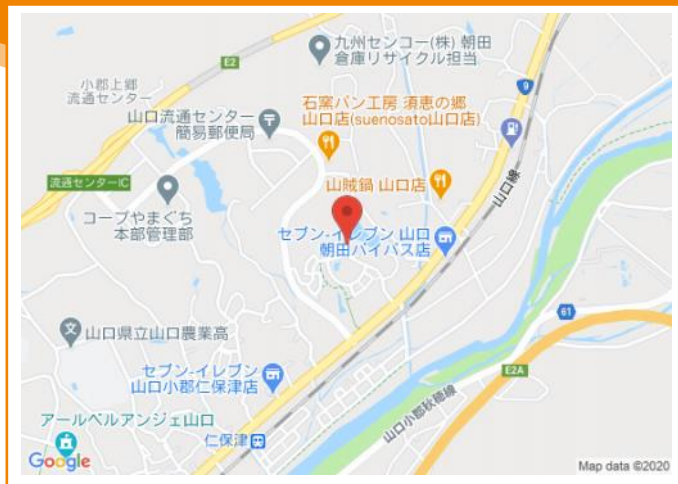 九州センコー(株) 朝田
倉庫リサイクル担当
E2
小郡上郷
流通センター
9
石窯パン工房 須恵の郷
山口店(suenosato山口店)
山口流通センター
簡易郵便局
山賊鍋 山口店
山口線
流通センターIC
コープやまぐち
本部管理部
セブン-イレブン 山口
朝田バイパス店
61
山口県立山口農業高
セブン-イレブン
山口小郡仁保津店
E2A
山口小郡秋穂線
アールベルアンジェ山口
仁保津
Google
Map data ©2020